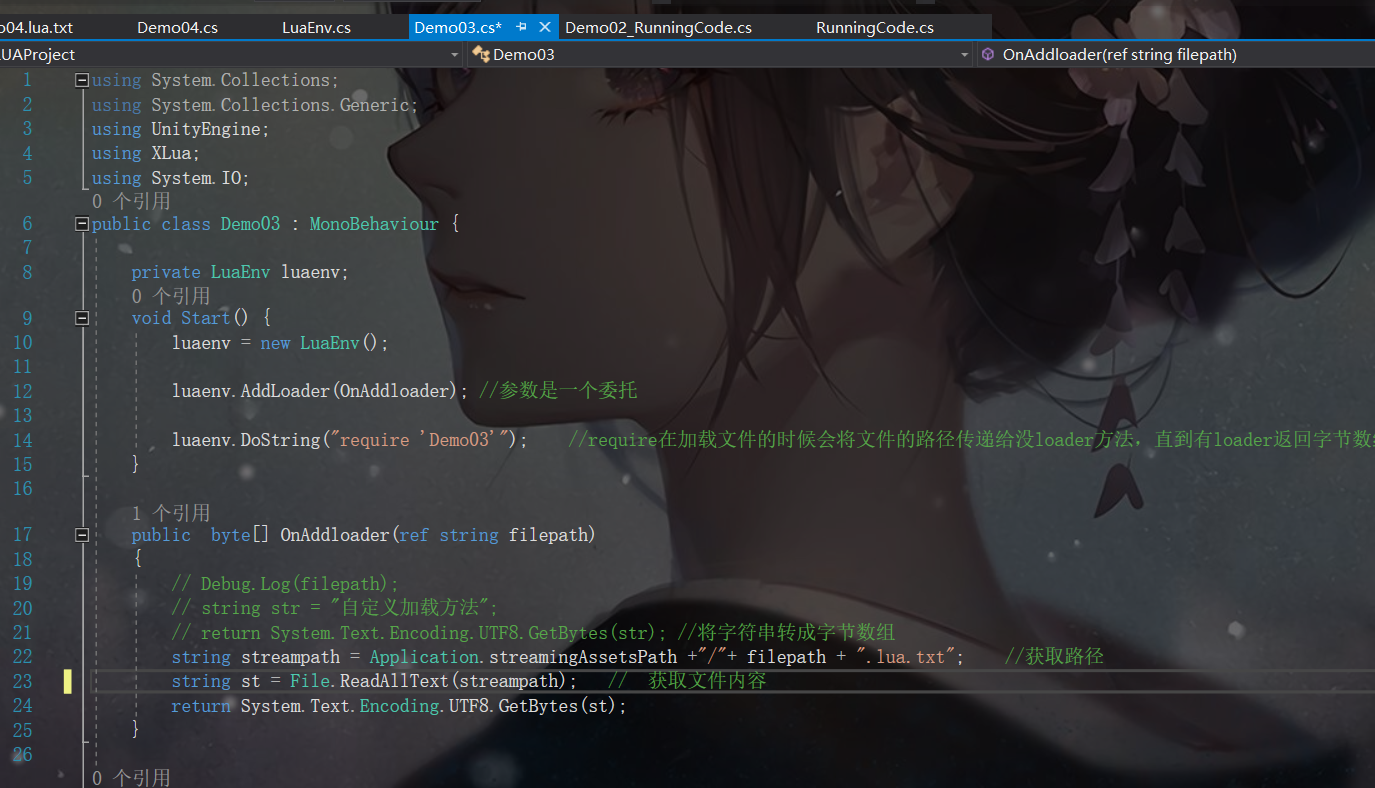 o04.lua.txt Demo04.cs LuaEnv.cs Demo03.cs* Demo02_RunningCode.cs RunningCode.cs
UAProject Demo03 OnAddloader(ref string filepath)
1 using System.Collections;
2 using System.Collections.Generic;
3 using UnityEngine;
4 using XLua;
5 using System.IO;
0 个引用
6 public class Demo03 : MonoBehaviour {
7
8 private LuaEnv luaenv;
0 个引用
9 void Start() {
10 luaenv = new LuaEnv();
11
12 luaenv.AddLoader(OnAddloader); //参数是一个委托
13
14 luaenv.DoString("require 'Demo03'"); //require在加载文件的时候会将文件的路径传递给没loader方法，直到有loader返回字节数
15 }
16
1 个引用
17 public byte[] OnAddloader(ref string filepath)
18 {
19 // Debug.Log(filepath);
20 // string str = "自定义加载方法";
21 // return System.Text.Encoding.UTF8.GetBytes(str); //将字符串转成字节数组
22 string streampath = Application.streamingAssetsPath +"/"+ filepath + ".lua.txt"; //获取路径
23 string st = File.ReadAllText(streampath); // 获取文件内容
24 return System.Text.Encoding.UTF8.GetBytes(st);
25 }
26
0 个引用